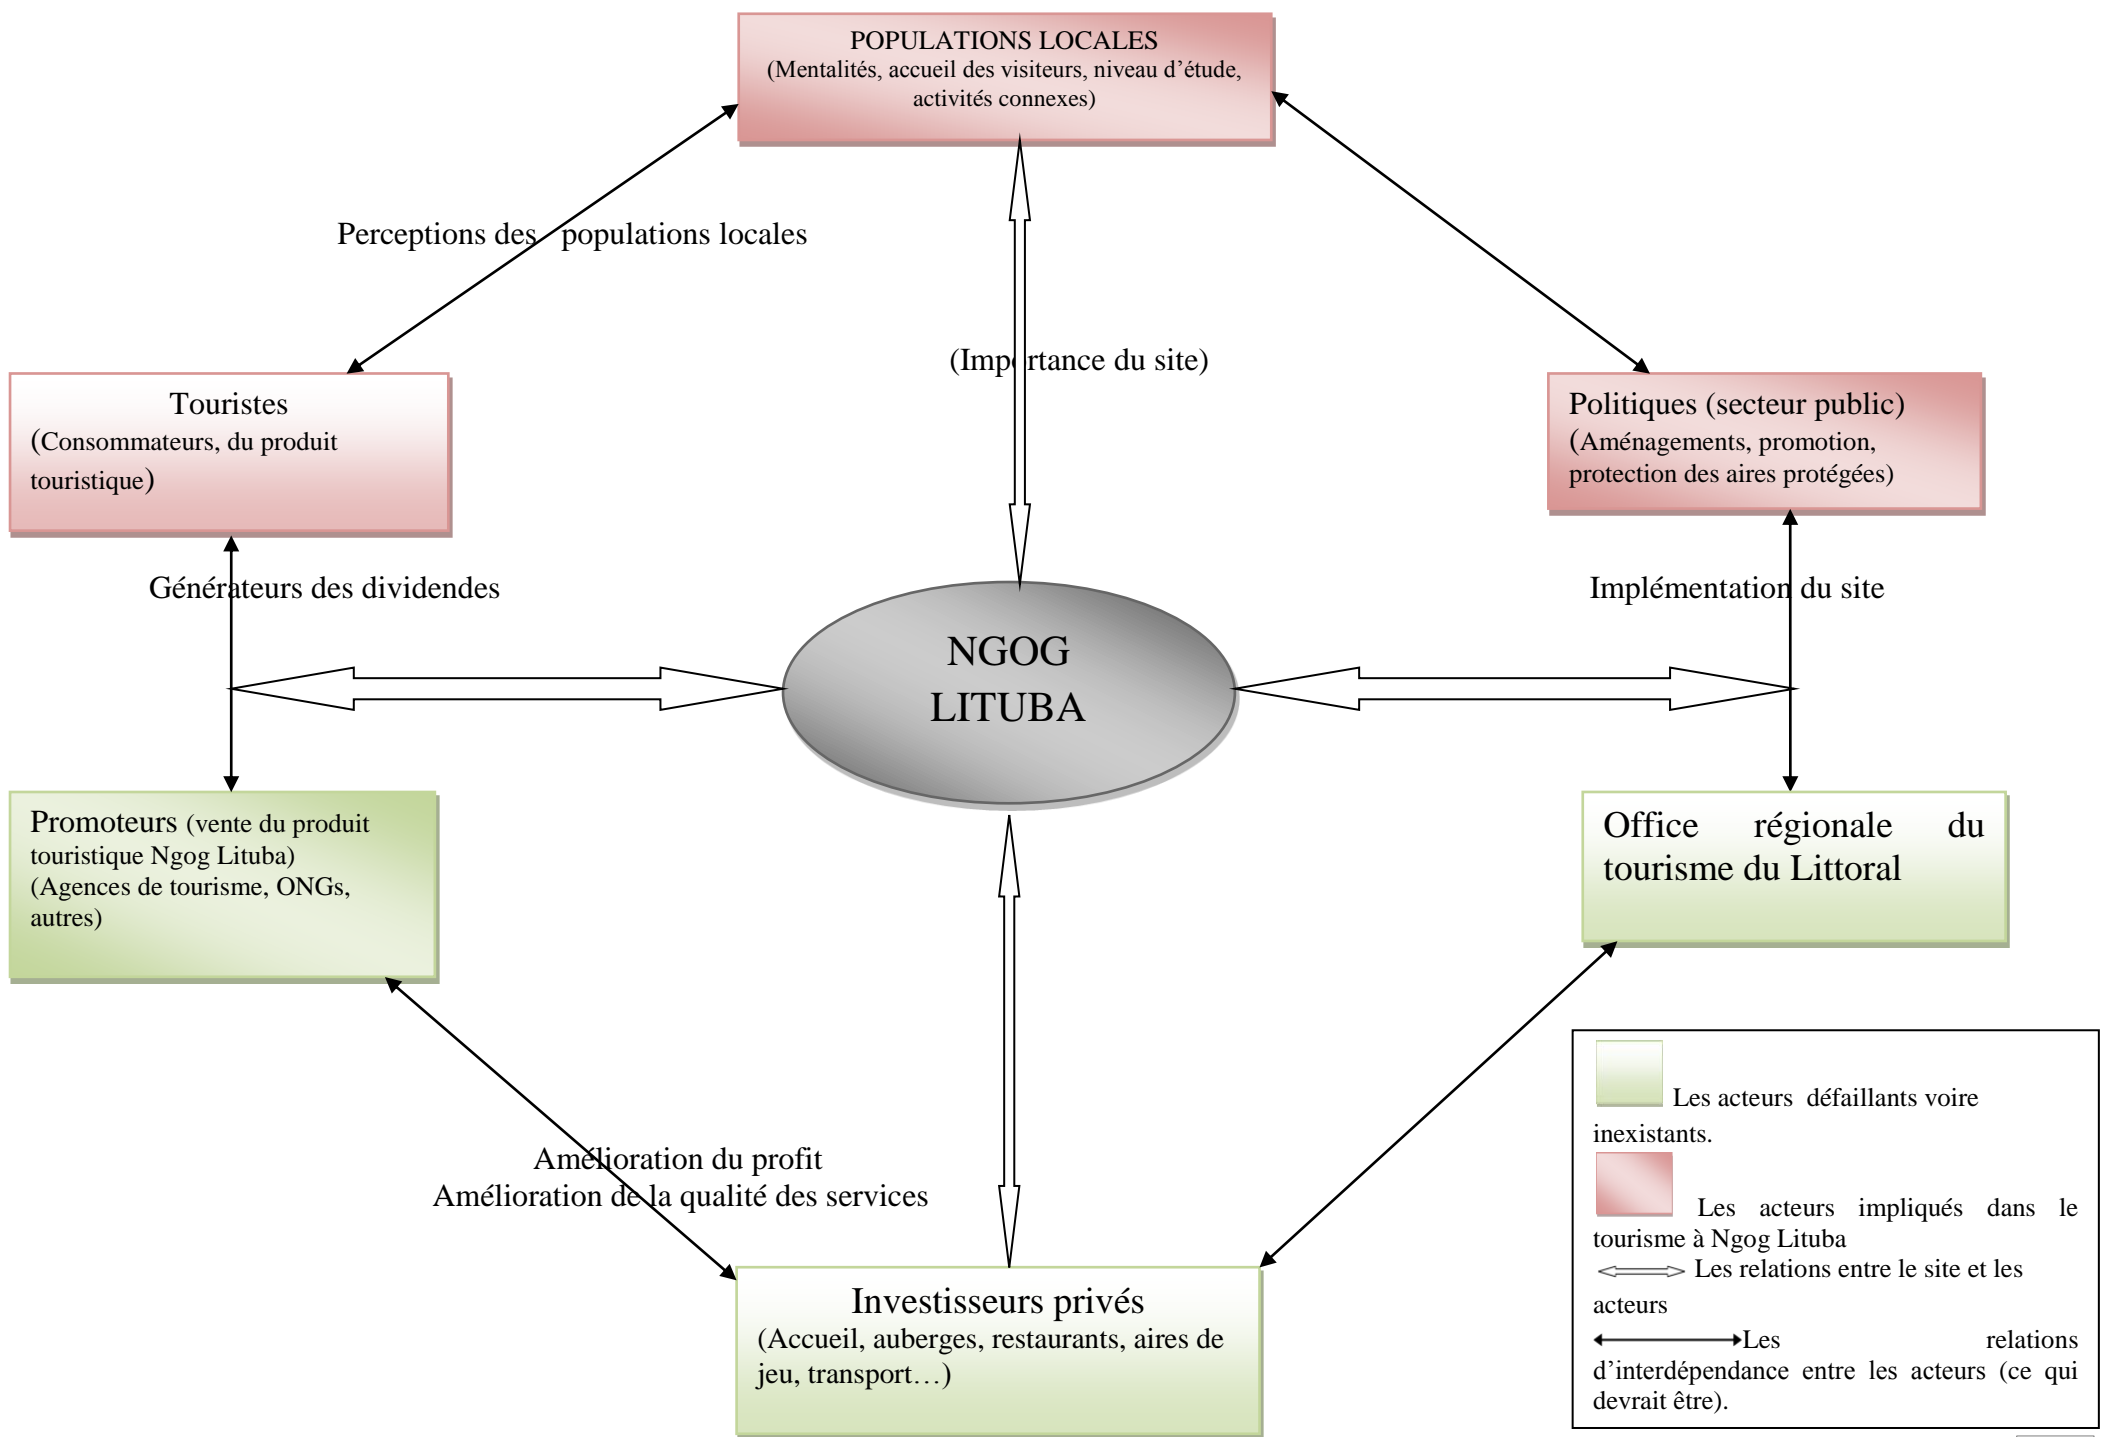 POPULATIONS LOCALES
(Mentalités, accueil des visiteurs, niveau d’étude,
activités connexes)
Perceptions des populations locales
(Importance du site)
Touristes
(Consommateurs, du produit
touristique)
Politiques (secteur public)
(Aménagements, promotion,
protection des aires protégées)
Générateurs des dividendes
Implémentation du site
NGOG
LITUBA
Promoteurs (vente du produit
touristique Ngog Lituba)
(Agences de tourisme, ONGs,
autres)
Office régionale du
tourisme du Littoral
Amélioration du profit
Amélioration de la qualité des services
Investisseurs privés
(Accueil, auberges, restaurants, aires de
jeu, transport…)
Les acteurs défaillants voire
inexistants.
Les acteurs impliqués dans le
tourisme à Ngog Lituba
Les relations entre le site et les
acteurs
Les relations
d’interdépendance entre les acteurs (ce qui
devrait être).